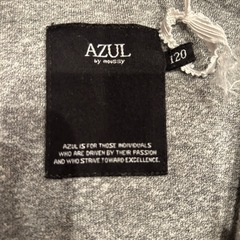 AZUL
by moussy
120
AZUL IS FOR THOSE INDIVIDUALS
WHO ARE DRIVEN BY THEIR PASSION
AND WHO STRIVE TOWARD EXCELLENCE.